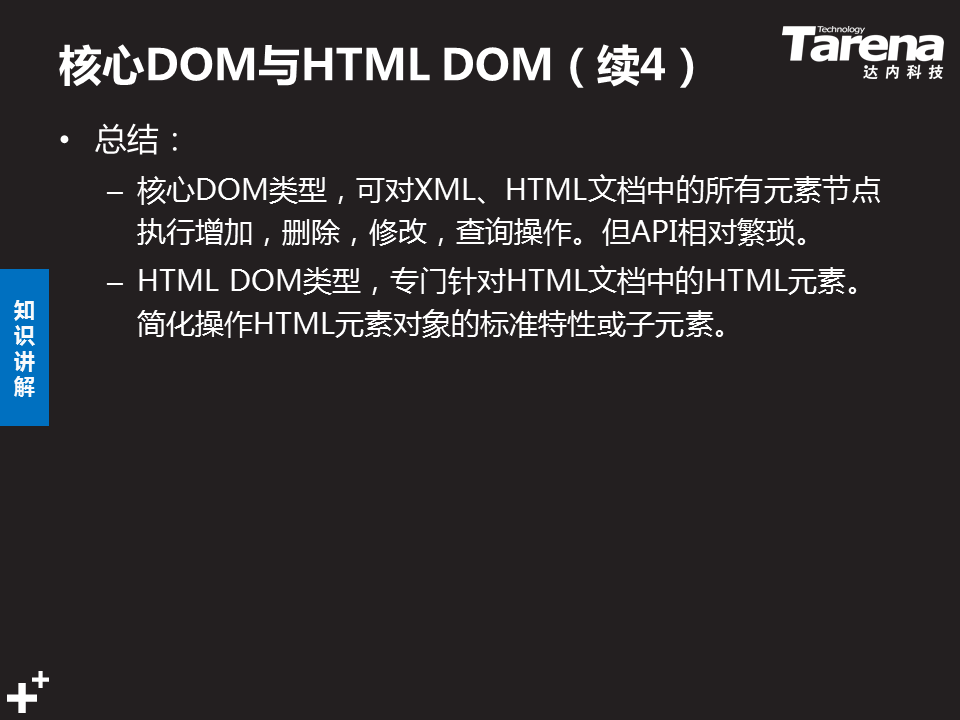 核心DOM与HTML DOM（续4）
Technology
Tarena
达内科技
• 总结：
– 核心DOM类型，可对XML、HTML文档中的所有元素节点
执行增加，删除，修改，查询操作。但API相对繁琐。
– HTML DOM类型，专门针对HTML文档中的HTML元素。
简化操作HTML元素对象的标准特性或子元素。
知
识
讲
解